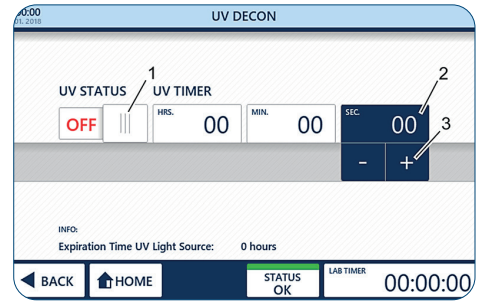 0:00
01. 2018
UV DECON
1
2
UV STATUS UV TIMER
OFF
HRS. 00
MIN. 00
SEC. 00
3
- +
INFO:
Expiration Time UV Light Source: 0 hours
BACK
HOME
STATUS
OK
LAB TIMER
00:00:00